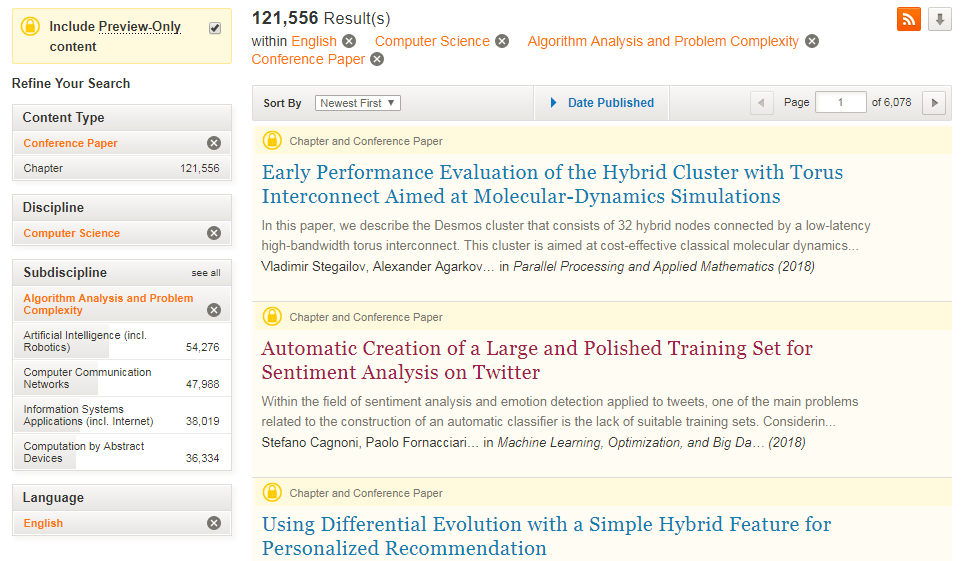 Include Preview-Only
content
Refine Your Search
Content Type
Conference Paper
Chapter 121,556
Discipline
Computer Science
Subdiscipline see all
Algorithm Analysis and Problem
Complexity
Artificial Intelligence (incl.
Robotics) 54,276
Computer Communication
Networks 47,988
Information Systems
Applications (incl. Internet) 38,019
Computation by Abstract
Devices 36,334
Language
English
121,556 Result(s)
within English Computer Science Algorithm Analysis and Problem Complexity
Conference Paper
Sort By Newest First Date Published Page 1 of 6,078
Chapter and Conference Paper
Early Performance Evaluation of the Hybrid Cluster with Torus
Interconnect Aimed at Molecular-Dynamics Simulations
In this paper, we describe the Desmos cluster that consists of 32 hybrid nodes connected by a low-latency
high-bandwidth torus interconnect. This cluster is aimed at cost-effective classical molecular dynamics...
Vladimir Stegailov, Alexander Agarkov... in Parallel Processing and Applied Mathematics (2018)
Chapter and Conference Paper
Automatic Creation of a Large and Polished Training Set for
Sentiment Analysis on Twitter
Within the field of sentiment analysis and emotion detection applied to tweets, one of the main problems
related to the construction of an automatic classifier is the lack of suitable training sets. Considerin...
Stefano Cagnoni, Paolo Fornacciari... in Machine Learning, Optimization, and Big Da... (2018)
Chapter and Conference Paper
Using Differential Evolution with a Simple Hybrid Feature for
Personalized Recommendation